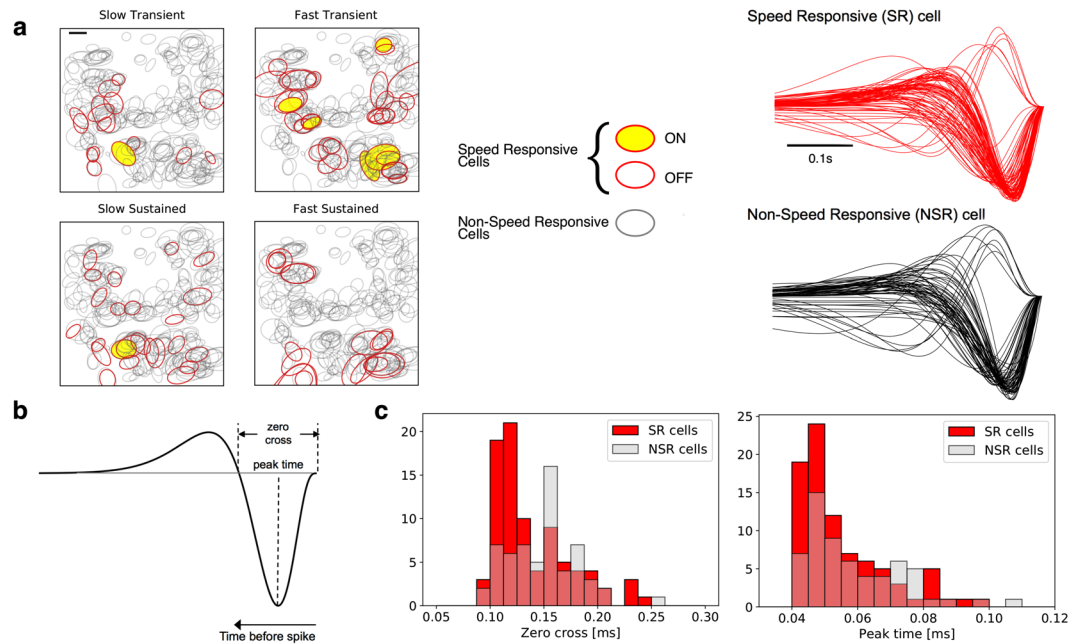 a
Slow Transient
Fast Transient
Slow Sustained
Fast Sustained
Speed Responsive
Cells
ON
OFF
Non-Speed Responsive
Cells
Speed Responsive (SR) cell
0.1s
Non-Speed Responsive (NSR) cell
b
zero
cross
peak time
Time before spike
c
20
15
10
5
0
0.10
0.15
0.20
0.25
0.30
Zero cross [ms]
SR cells
NSR cells
25
20
15
10
5
0
0.04
0.06
0.08
0.10
0.12
Peak time [ms]
SR cells
NSR cells